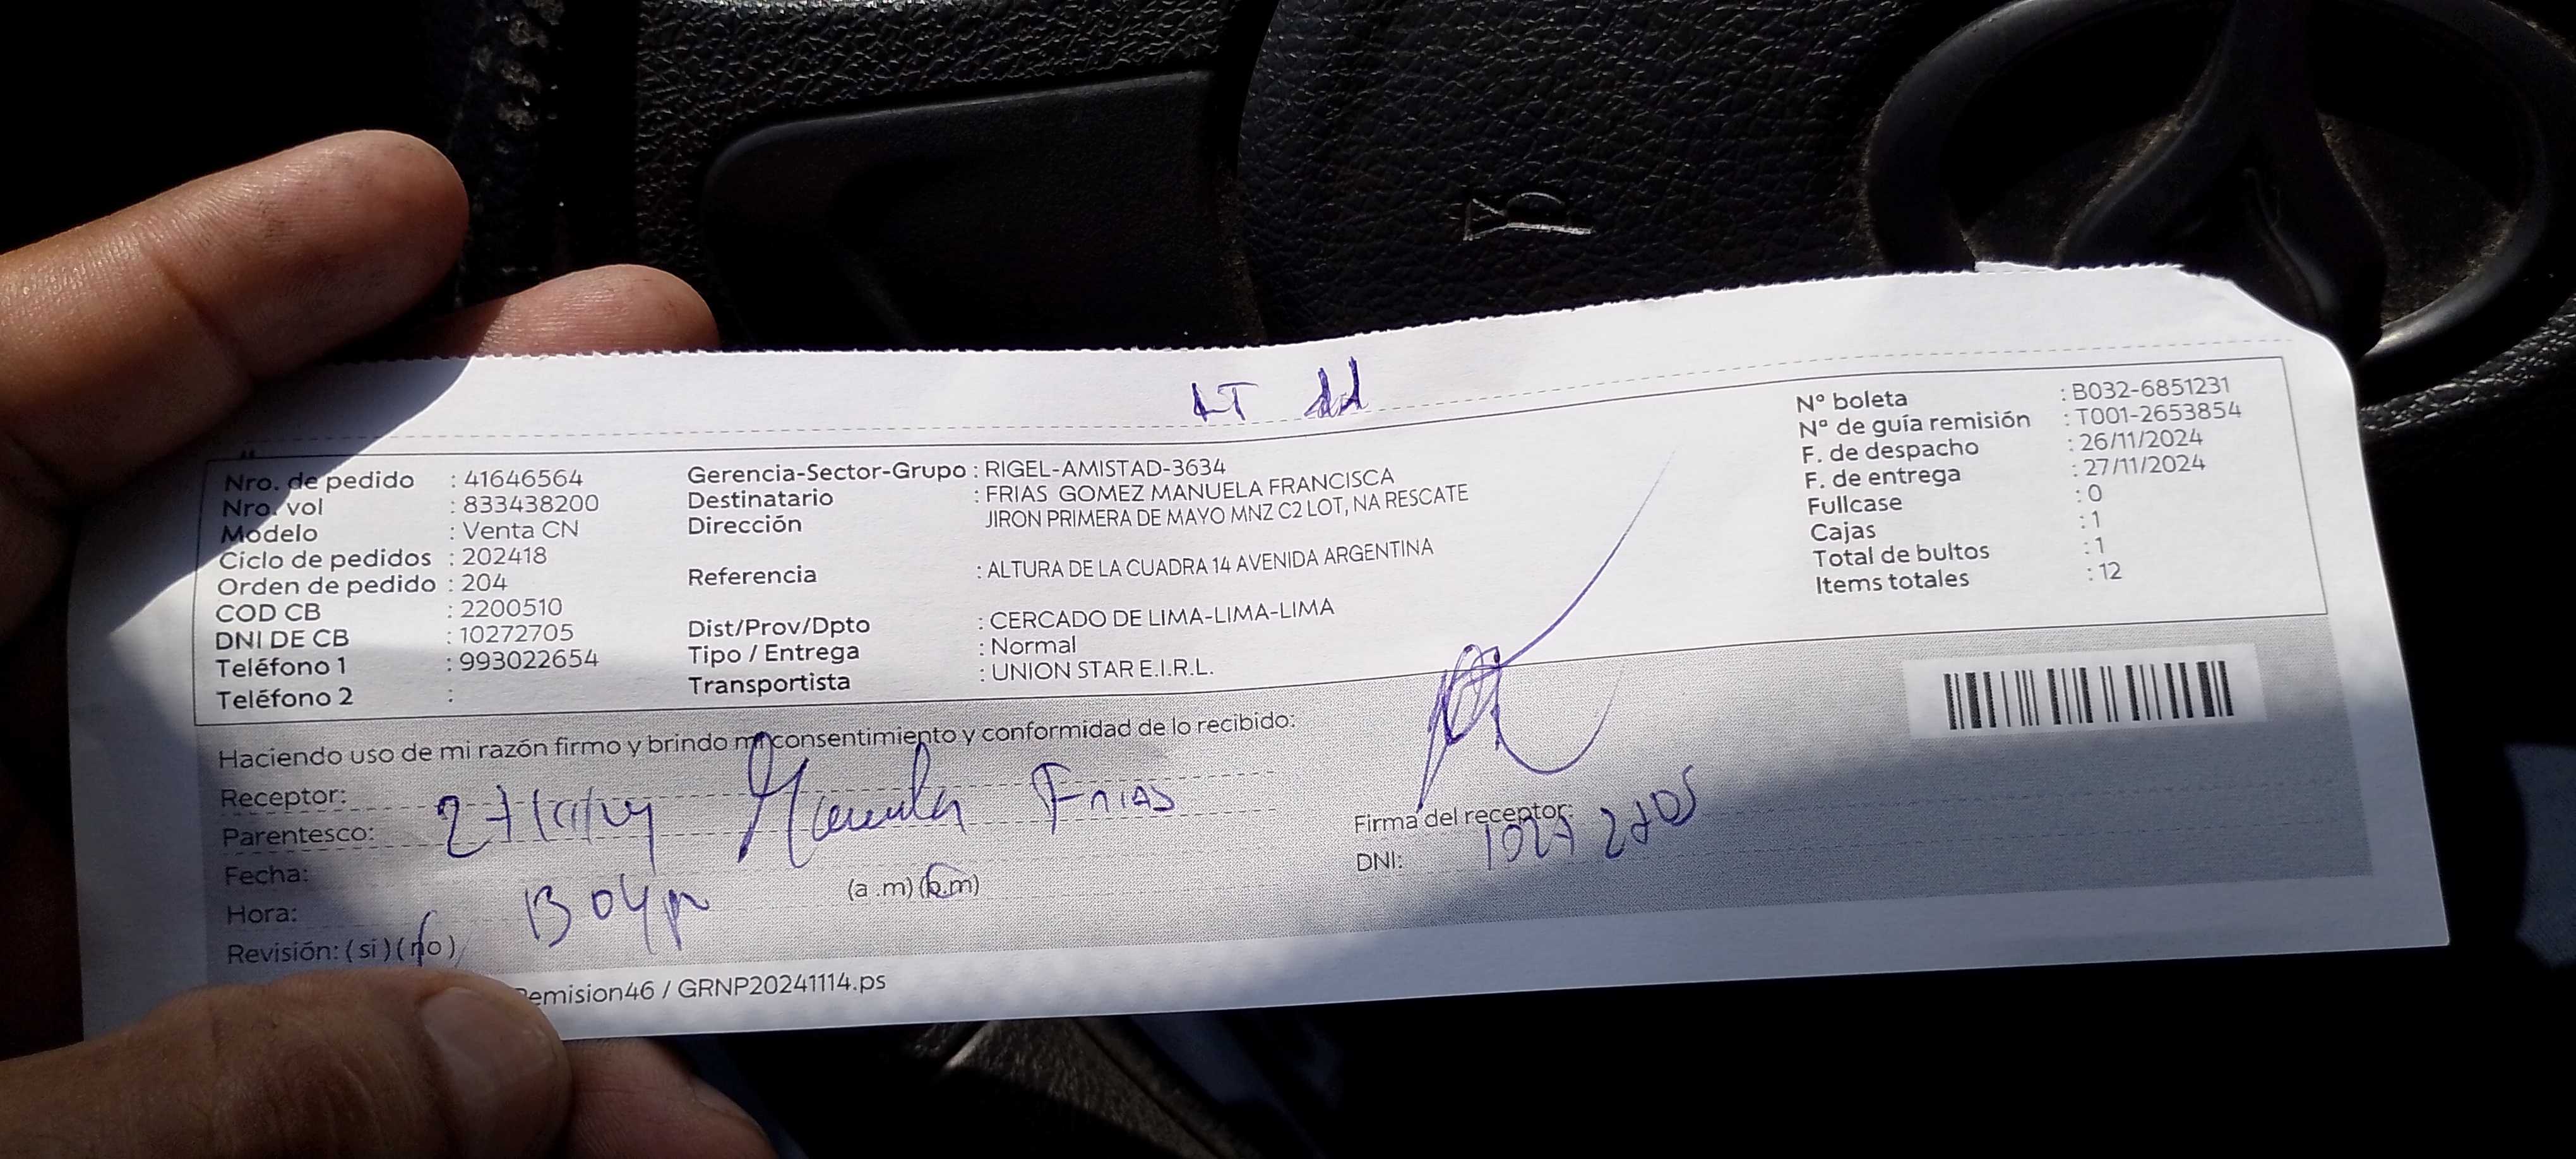 LT
Nro. de pedido : 41646564
Nro. vol : 833438200
Modelo : Venta CN
Ciclo de pedidos : 202418
Orden de pedido : 204
COD CB : 2200510
DNI DE CB : 10272705
Teléfono 1 : 993022654
Teléfono 2 :
Gerencia-Sector-Grupo : RIGEL-AMISTAD-3634
Destinatario : FRIAS GOMEZ MANUELA FRANCISCA
Dirección JIRON PRIMERA DE MAYO MNZ C2 LOT, NA RESCATE
Referencia : ALTURA DE LA CUADRA 14 AVENIDA ARGENTINA
Dist/Prov/Dpto : CERCADO DE LIMA-LIMA-LIMA
Tipo / Entrega : Normal
Transportista : UNION STAR E.I.R.L.
Nº boleta : B032-6851231
Nº de guía remisión : T001-2653854
F. de despacho : 26/11/2024
F. de entrega : 27/11/2024
Fullcase : 0
Cajas : 1
Total de bultos : 1
Items totales : 12
Haciendo uso de mi razón firmo y brindo mi consentimiento y conformidad de lo recibido:
Receptor:
Parentesco: 27/11/24 Manuela Frias
Fecha:
Hora: (a.m) (p.m)
Revisión: (si) (no)
Firma del receptor:
DNI: 10272705
Remision46 / GRNP20241114.ps